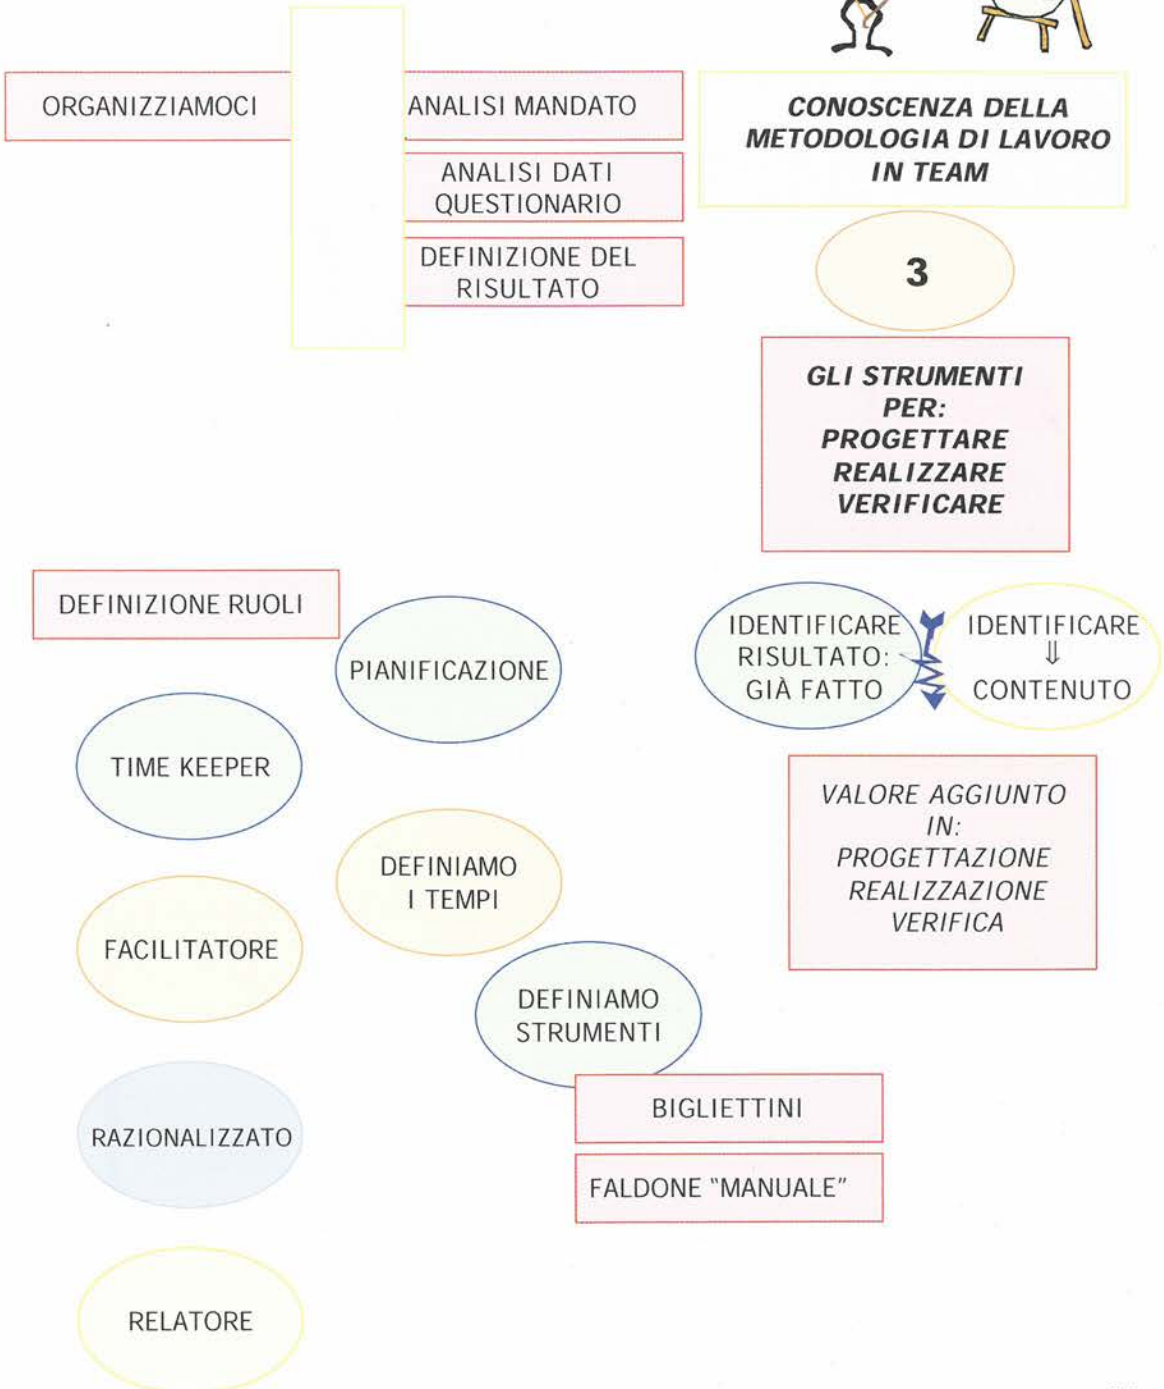 ORGANIZZIAMOCI
ANALISI MANDATO
ANALISI DATI
QUESTIONARIO
DEFINIZIONE DEL
RISULTATO
CONOSCENZA DELLA
METODOLOGIA DI LAVORO
IN TEAM
3
GLI STRUMENTI
PER:
PROGETTARE
REALIZZARE
VERIFICARE
DEFINIZIONE RUOLI
PIANIFICAZIONE
TIME KEEPER
DEFINIAMO
I TEMPI
FACILITATORE
DEFINIAMO
STRUMENTI
RAZIONALIZZATO
BIGLIETTINI
FALDONE “MANUALE”
RELATORE
IDENTIFICARE
RISULTATO:
GIÀ FATTO
IDENTIFICARE
⇓
CONTENUTO
VALORE AGGIUNTO
IN:
PROGETTAZIONE
REALIZZAZIONE
VERIFICA